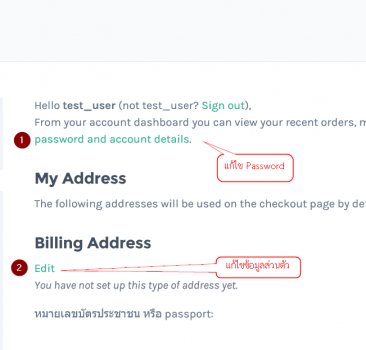 Hello test_user (not test_user? Sign out),
From your account dashboard you can view your recent orders, m
1 password and account details.
แก้ไข Password
My Address
The following addresses will be used on the checkout page by de
Billing Address
2 Edit
แก้ไขข้อมูลส่วนตัว
You have not set up this type of address yet.
หมายเลขบัตรประชาชน หรือ passport: